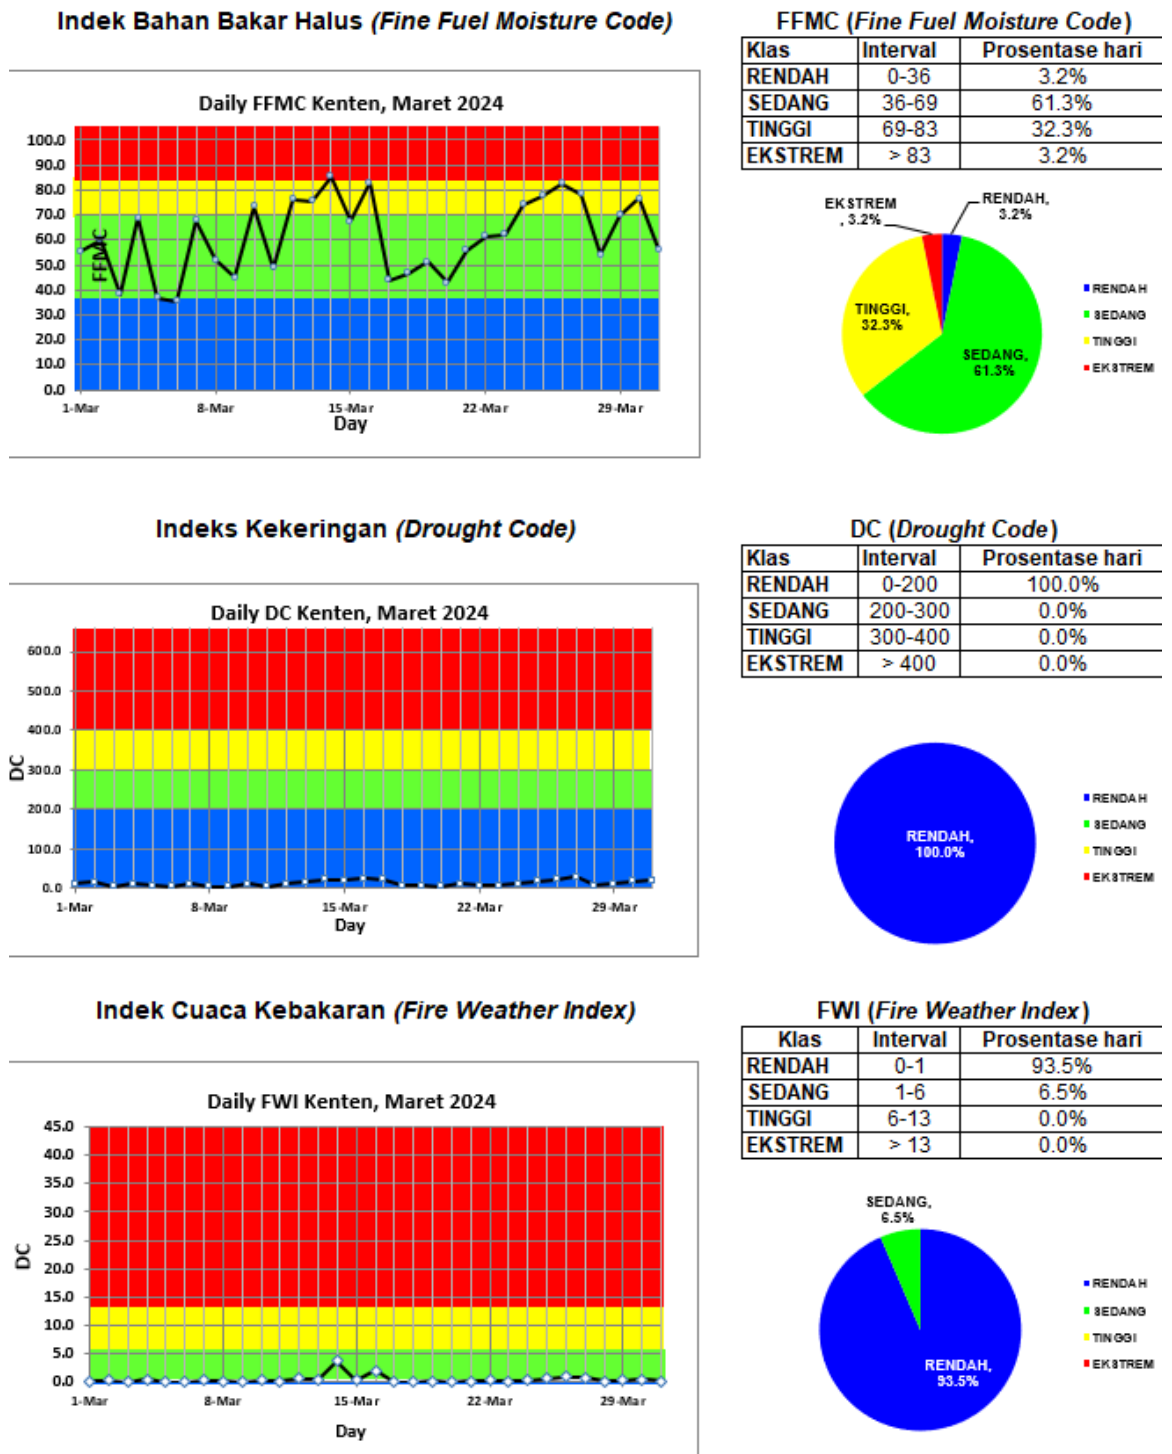 Indek Bahan Bakar Halus (Fine Fuel Moisture Code)
FFMC (Fine Fuel Moisture Code)
Klas Interval Prosentase hari
RENDAH 0-36 3.2%
SEDANG 36-69 61.3%
TINGGI 69-83 32.3%
EKSTREM > 83 3.2%
Daily FFMC Kenten, Maret 2024
100.0
90.0
80.0
70.0
60.0
50.0
40.0
30.0
20.0
10.0
0.0
FFMC
1-Mar 8-Mar 15-Mar 22-Mar 29-Mar
Day
EKSTREM
, 3.2%
RENDAH,
3.2%
TINGGI,
32.3%
SEDANG,
61.3%
RENDAH
SEDANG
TINGGI
EKSTREM
Indeks Kekeringan (Drought Code)
DC (Drought Code)
Klas Interval Prosentase hari
RENDAH 0-200 100.0%
SEDANG 200-300 0.0%
TINGGI 300-400 0.0%
EKSTREM > 400 0.0%
Daily DC Kenten, Maret 2024
600.0
500.0
400.0
300.0
200.0
100.0
0.0
DC
1-Mar 8-Mar 15-Mar 22-Mar 29-Mar
Day
RENDAH,
100.0%
RENDAH
SEDANG
TINGGI
EKSTREM
Indek Cuaca Kebakaran (Fire Weather Index)
FWI (Fire Weather Index)
Klas Interval Prosentase hari
RENDAH 0-1 93.5%
SEDANG 1-6 6.5%
TINGGI 6-13 0.0%
EKSTREM > 13 0.0%
Daily FWI Kenten, Maret 2024
45.0
40.0
35.0
30.0
25.0
20.0
15.0
10.0
5.0
0.0
DC
1-Mar 8-Mar 15-Mar 22-Mar 29-Mar
Day
SEDANG,
6.5%
RENDAH,
93.5%
RENDAH
SEDANG
TINGGI
EKSTREM